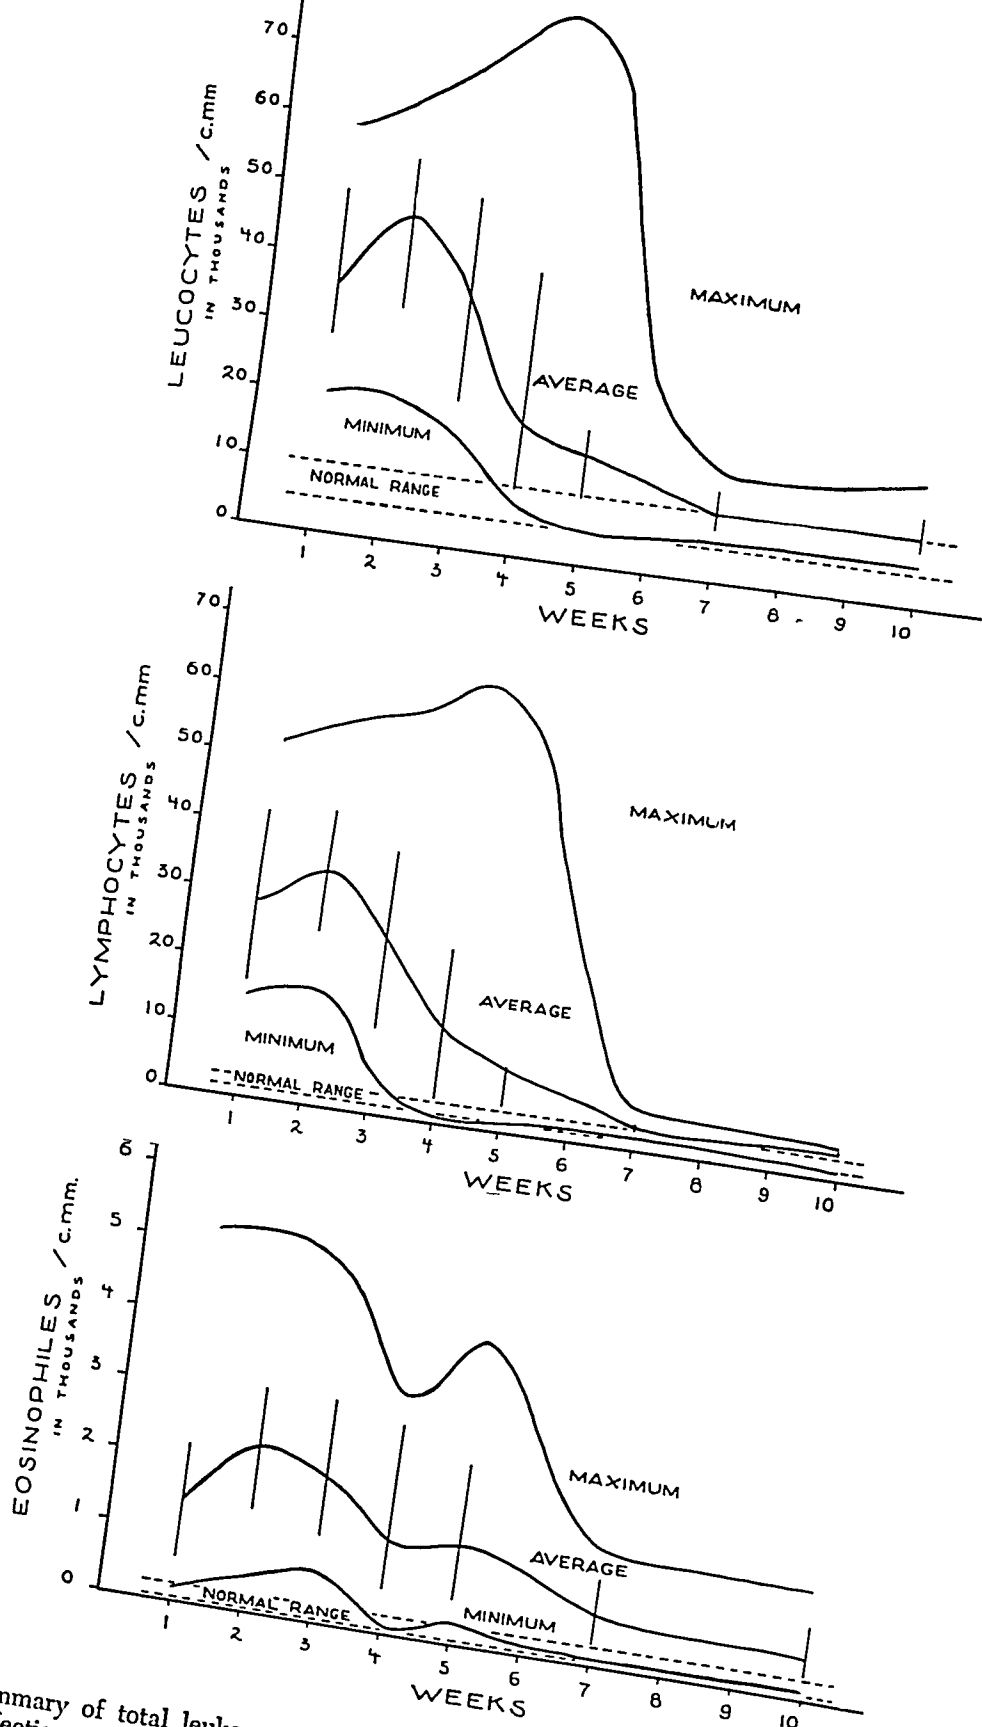 LEUCOCYTES /c.mm
IN THOUSANDS
70
60
50
40
30
20
10
0
MAXIMUM
AVERAGE
MINIMUM
NORMAL RANGE
1 2 3 4 5 6 7 8 9 10
WEEKS
LYMPHOCYTES /c.mm
IN THOUSANDS
70
60
50
40
30
20
10
0
MAXIMUM
AVERAGE
MINIMUM
NORMAL RANGE
1 2 3 4 5 6 7 8 9 10
WEEKS
EOSINOPHILES /c.mm.
IN THOUSANDS
6
5
4
3
2
1
0
MAXIMUM
AVERAGE
MINIMUM
NORMAL RANGE
1 2 3 4 5 6 7 8 9 10
WEEKS
of total